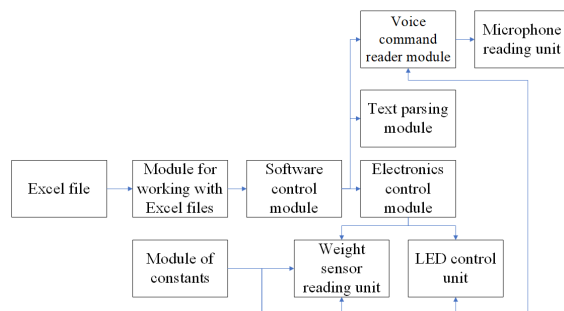 Voice
command
reader module
Microphone
reading unit
Text parsing
module
Excel file
Module for
working with
Excel files
Software
control
module
Electronics
control
module
Module of
constants
Weight
sensor
reading unit
LED control
unit